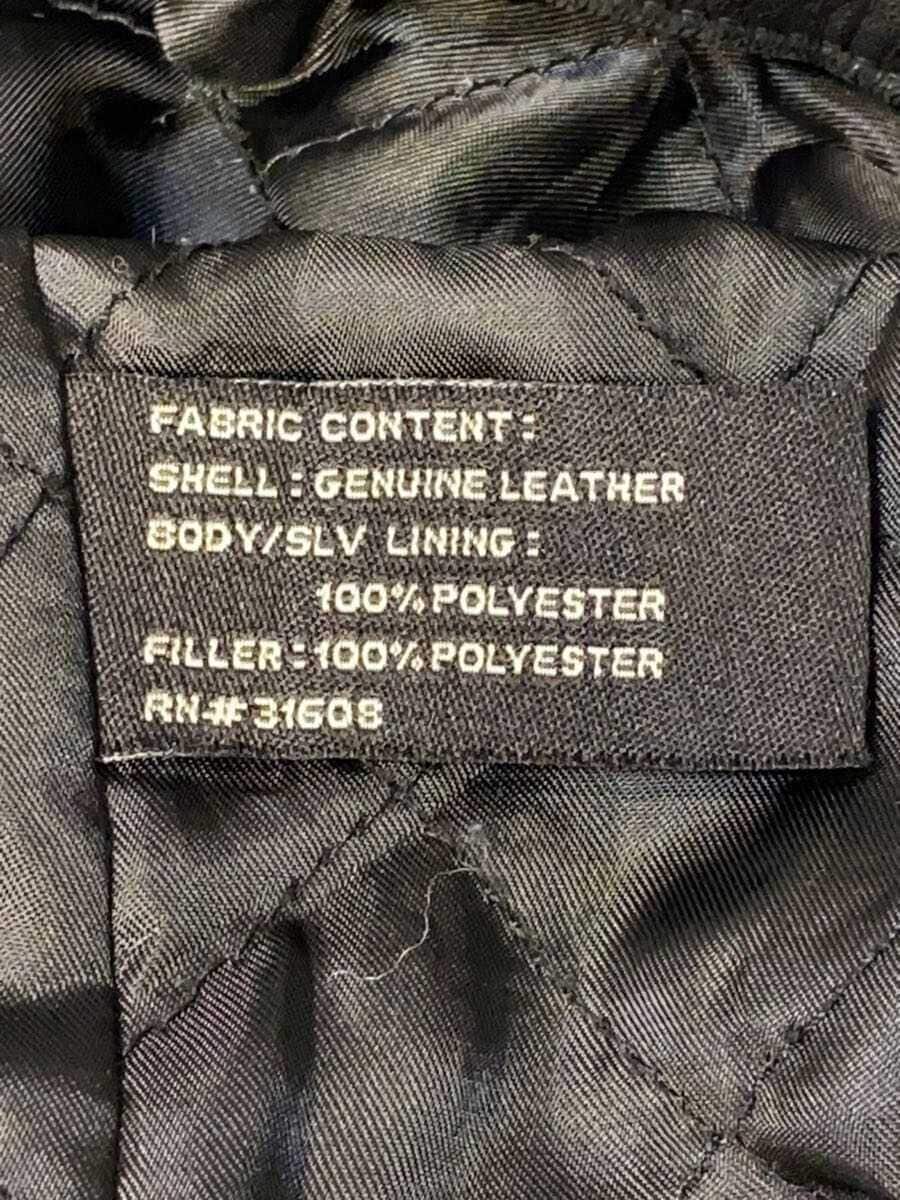 FABRIC CONTENT:
SHELL: GENUINE LEATHER
BODY/SLV LINING:
100% POLYESTER
FILLER: 100% POLYESTER
RN# 31608